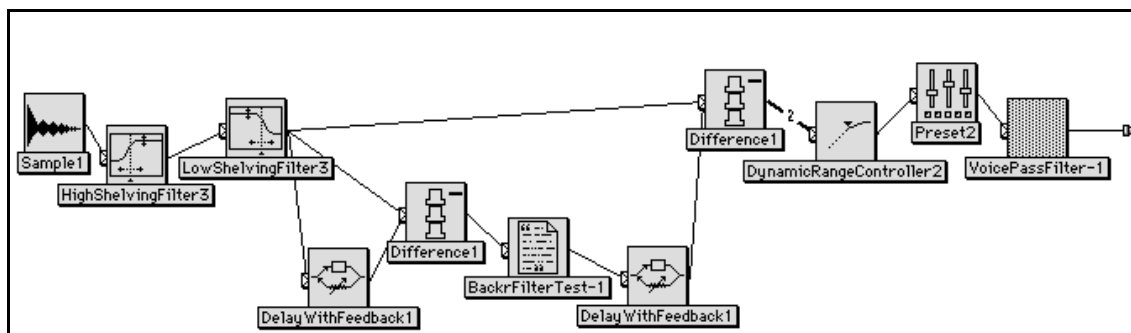 Sample1
HighShelvingFilter3
LowShelvingFilter3
DelayWithFeedback1
Difference1
BackrFilterTest-1
DelayWithFeedback1
Difference1
2
DynamicRangeController2
Preset2
VoicePassFilter-1